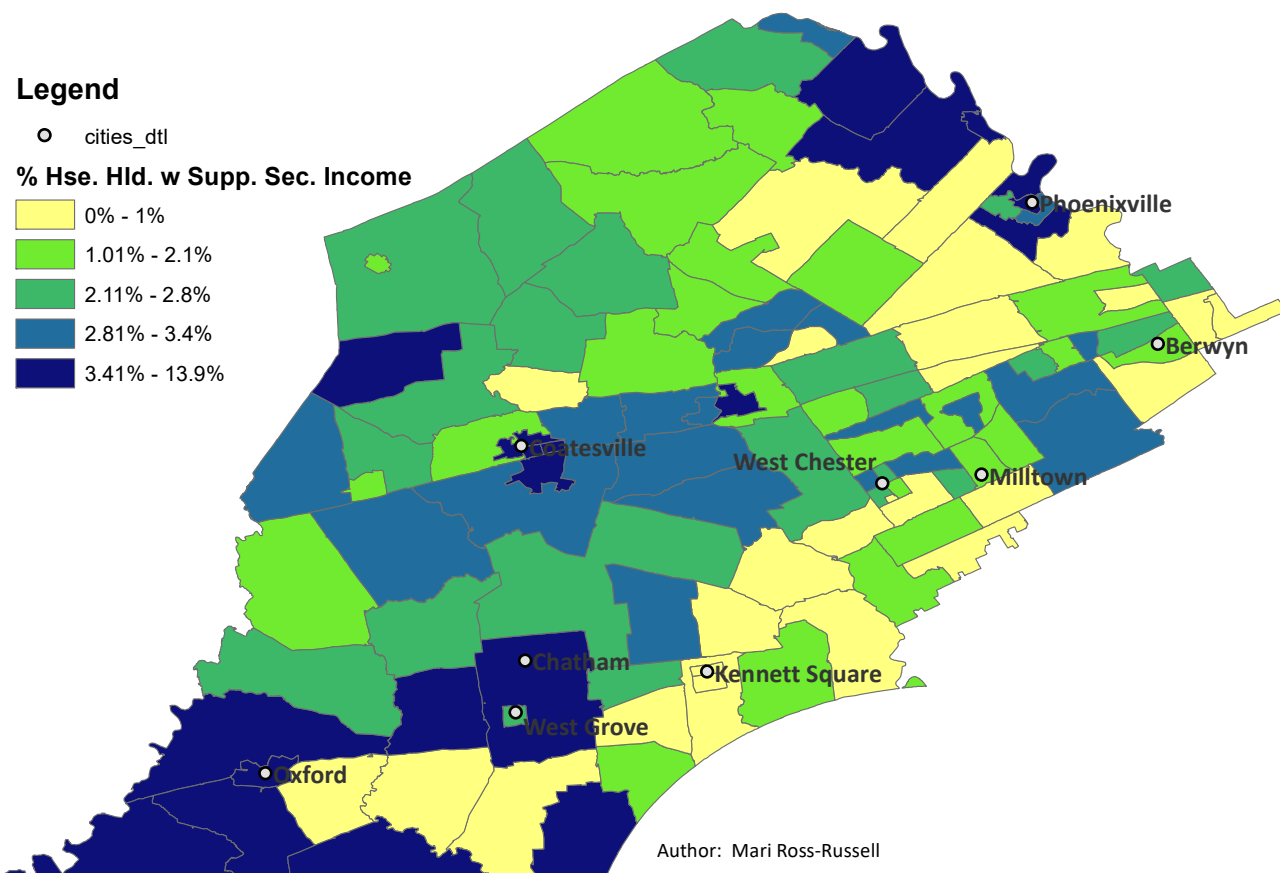 Legend
cities_dtl
% Hse. Hld. w Supp. Sec. Income
0% - 1%
1.01% - 2.1%
2.11% - 2.8%
2.81% - 3.4%
3.41% - 13.9%
Phoenixville
Berwyn
Coatesville
West Chester
Milltown
Chatham
Kennett Square
West Grove
Oxford
Author: Mari Ross-Russell